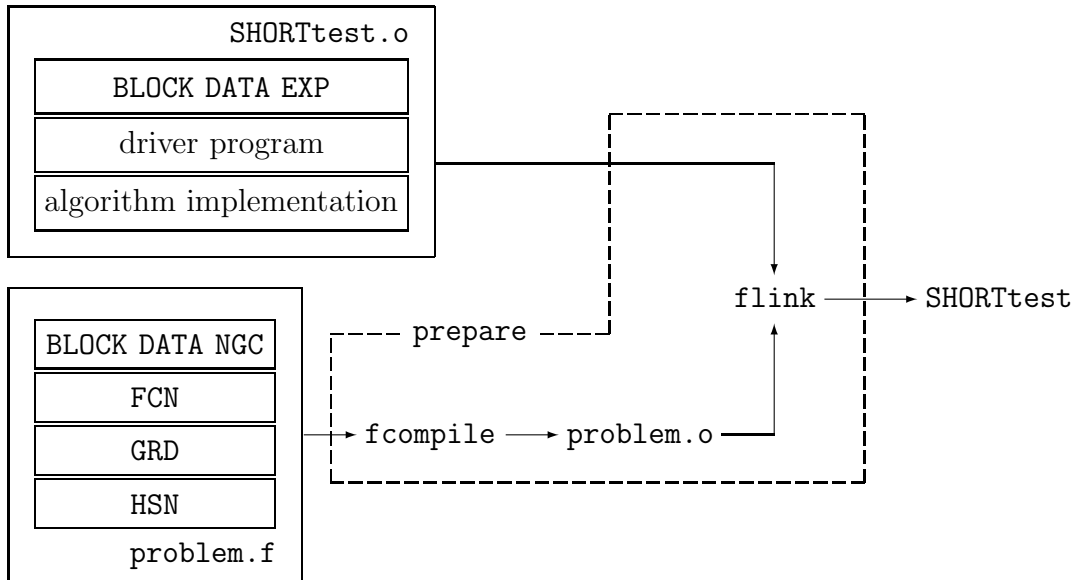 SHORTtest.o
BLOCK DATA EXP
driver program
algorithm implementation
flink
SHORTtest
prepare
BLOCK DATA NGC
FCN
GRD
HSN
problem.f
fcompile
problem.o